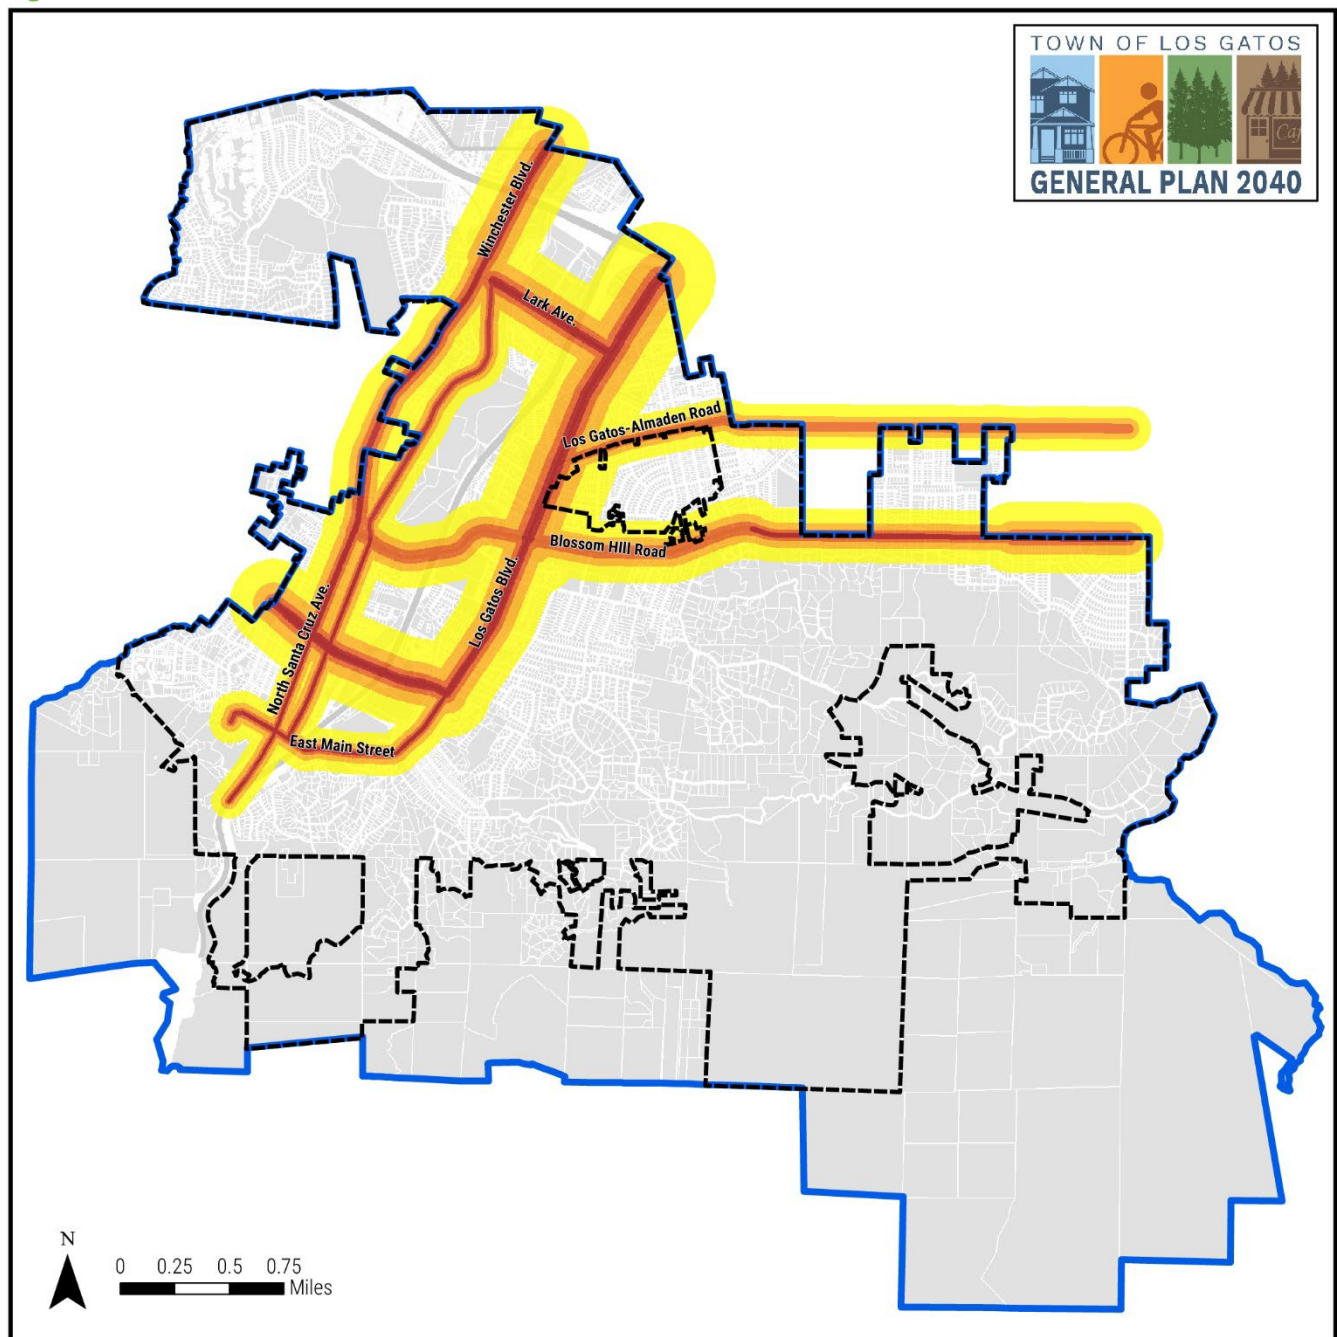 TOWN OF LOS GATOS
Caf
GENERAL PLAN 2040
Winchester Blvd.
Lark Ave.
Los Gatos-Almaden Road
Blossom Hill Road
Los Gatos Blvd.
North Santa Cruz Ave.
East Main Street
N
0 0.25 0.5 0.75
Miles